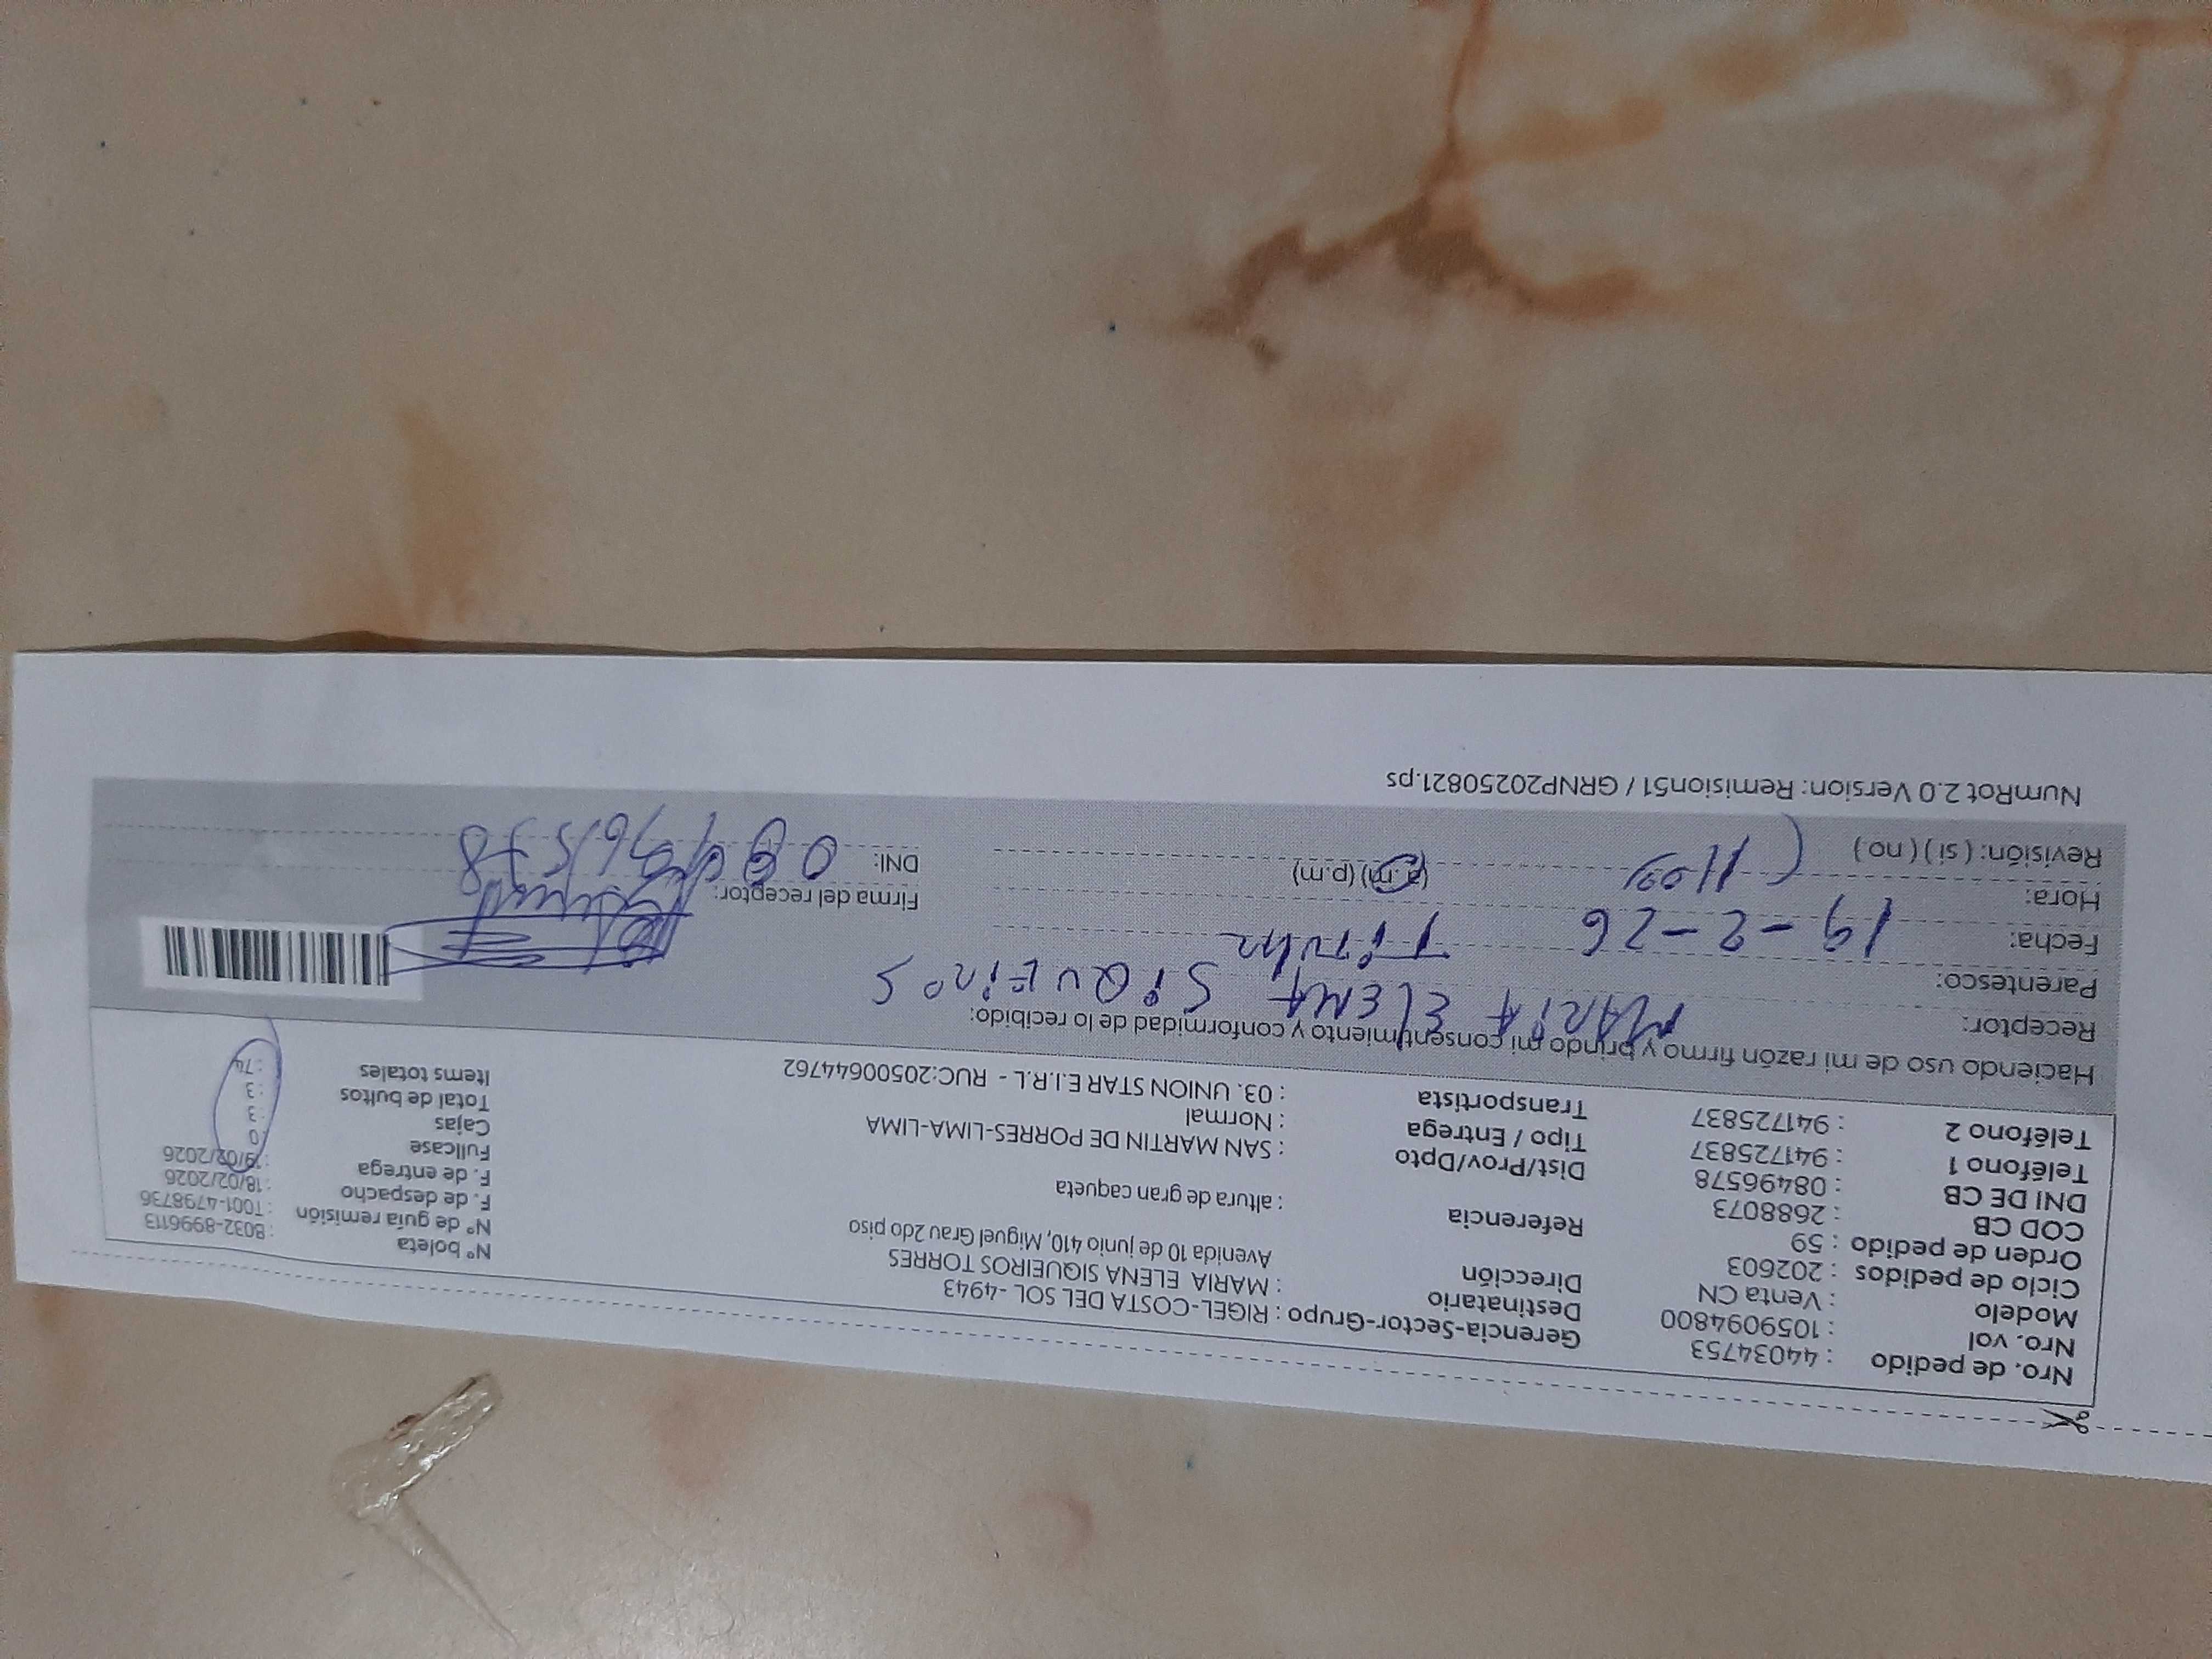 Nro. de pedido : 44034753
Nro. vol : 1059094800
Modelo : Venta CN
Ciclo de pedidos : 202603
Orden de pedido : 59
COD CB : 2688073
DNI DE CB : 08496578
Teléfono 1 : 941725837
Teléfono 2 : 941725837
Gerencia-Sector-Grupo : RIGEL-COSTA DEL SOL -4943
Destinatario : MARIA ELENA SIQUEIROS TORRES
Dirección Avenida 10 de junio 410, Miguel Grau 2do piso
Referencia : altura de gran caqueta
Dist/Prov/Dpto : SAN MARTIN DE PORRES-LIMA-LIMA
Tipo / Entrega : Normal
Transportista : 03. UNION STAR E.I.R.L - RUC:20500644762
N° boleta : B032-8996113
N° de guía remisión : T001-4798736
F. de despacho : 18/02/2026
F. de entrega : 19/02/2026
Fullcase : 0
Cajas : 3
Total de bultos : 3
Items totales : 74
Haciendo uso de mi razón firmo y brindo mi consentimiento y conformidad de lo recibido:
Receptor: MARIA ELENA SIQUEIROS
Parentesco: Titular
Fecha: 19-2-26
Hora: 11:00 (a.m) (p.m)
Revisión: ( sí ) ( no )
Firma del receptor:
DNI: 08496578
NumRot 2.0 Version: Remision51 / GRNP20250821.ps